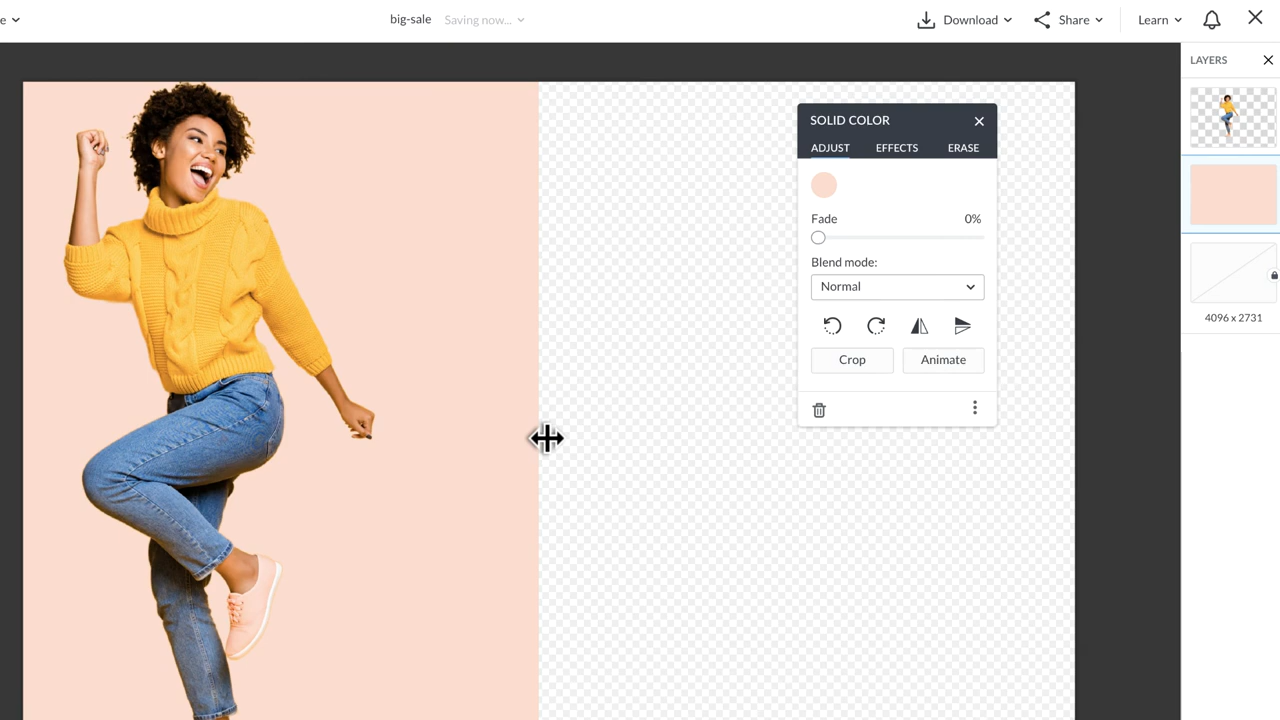 e
big-sale Saving now...
Download Share Learn
LAYERS
SOLID COLOR
ADJUST EFFECTS ERASE
Fade 0%
Blend mode:
Normal
Crop Animate
4096 x 2731